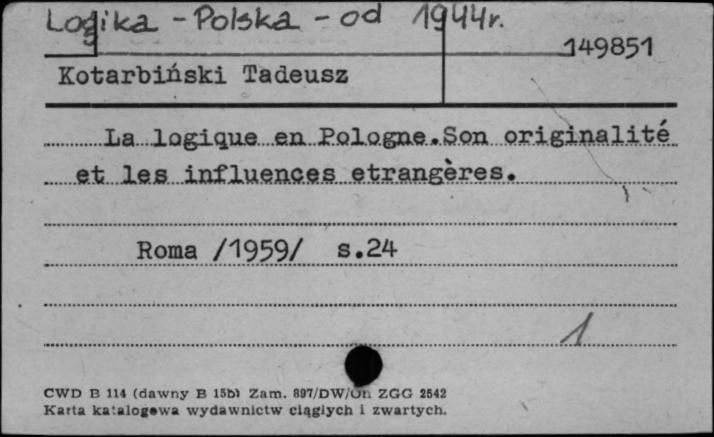 Logika - Polska - od 1944r.
149851
Kotarbiński Tadeusz
La logique en Pologne.Son originalité
et les influences etrangères.
Roma /1959/ s.24
1
CWD B 114 (dawny B 15b) Zam. 897/DW/Un ZGG 2542
Karta katalogowa wydawnictw ciągłych i zwartych.